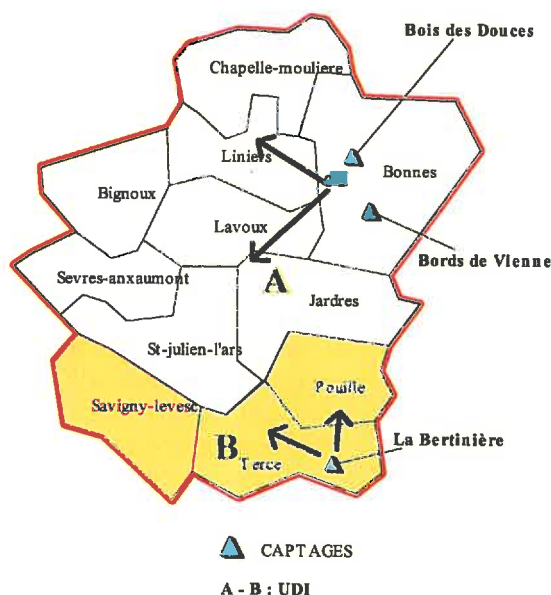 Bois des Douces
Chapelle-mouliere
Liniers
Bonnes
Bignoux
Lavoux
Bords de Vienne
Sevres-anxaumont
A
Jardres
St-julien-l'ars
Pouille
Savigny-levesc
La Bertinière
B
Terce
CAPTAGES
A - B : UDI